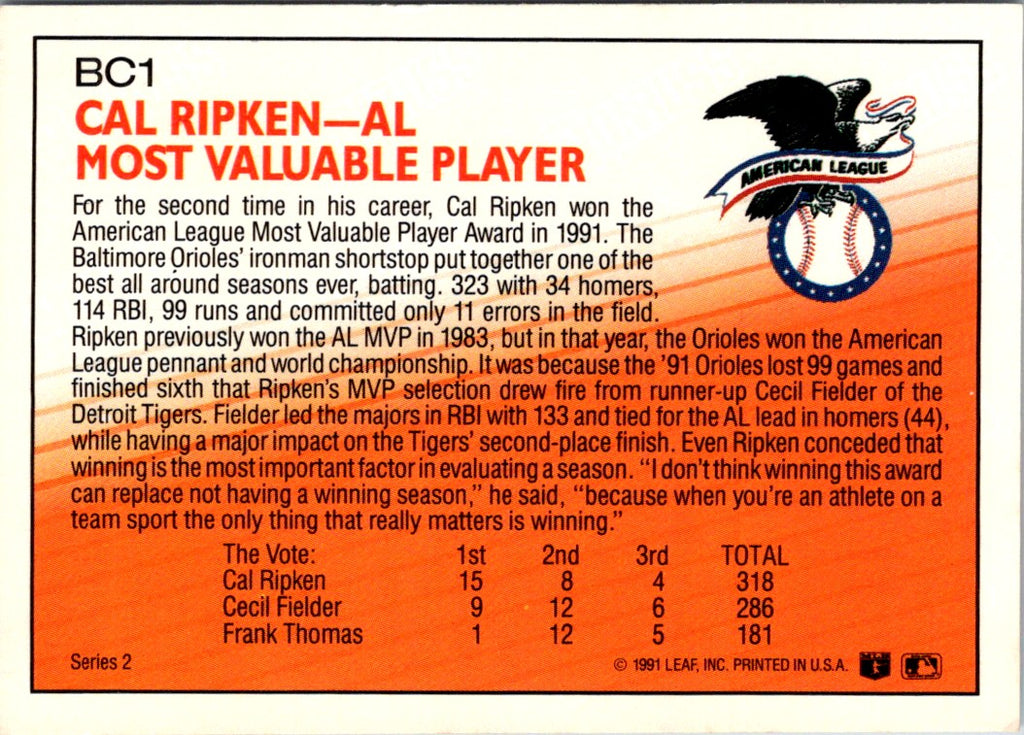 BC1
CAL RIPKEN—AL
MOST VALUABLE PLAYER
AMERICAN LEAGUE
For the second time in his career, Cal Ripken won the
American League Most Valuable Player Award in 1991. The
Baltimore Orioles' ironman shortstop put together one of the
best all around seasons ever, batting. 323 with 34 homers,
114 RBI, 99 runs and committed only 11 errors in the field.
Ripken previously won the AL MVP in 1983, but in that year, the Orioles won the American
League pennant and world championship. It was because the '91 Orioles lost 99 games and
finished sixth that Ripken's MVP selection drew fire from runner-up Cecil Fielder of the
Detroit Tigers. Fielder led the majors in RBI with 133 and tied for the AL lead in homers (44),
while having a major impact on the Tigers' second-place finish. Even Ripken conceded that
winning is the most important factor in evaluating a season. "I don't think winning this award
can replace not having a winning season," he said, "because when you're an athlete on a
team sport the only thing that really matters is winning."
The Vote: 1st 2nd 3rd TOTAL
Cal Ripken 15 8 4 318
Cecil Fielder 9 12 6 286
Frank Thomas 1 12 5 181
Series 2 © 1991 LEAF, INC. PRINTED IN U.S.A.